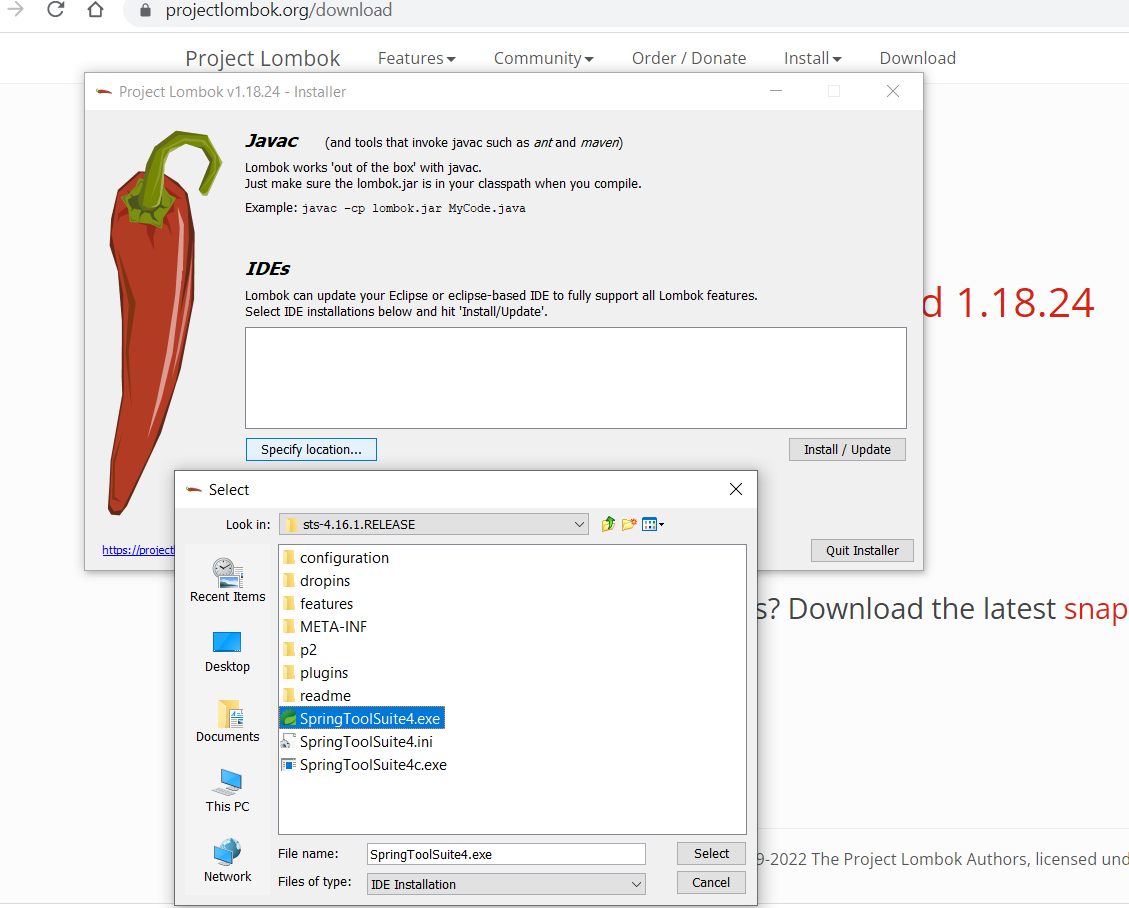 projectlombok.org/download
Project Lombok Features Community Order / Donate Install Download
Project Lombok v1.18.24 - Installer
Javac (and tools that invoke javac such as ant and maven)
Lombok works 'out of the box' with javac.
Just make sure the lombok.jar is in your classpath when you compile.
Example: javac -cp lombok.jar MyCode.java
IDEs
Lombok can update your Eclipse or eclipse-based IDE to fully support all Lombok features.
Select IDE installations below and hit 'Install/Update'.
d 1.18.24
Specify location... Install / Update
Select
Look in: sts-4.16.1.RELEASE
https://project
Quit Installer
configuration
dropins
features
META-INF
p2
plugins
readme
SpringToolSuite4.exe
SpringToolSuite4.ini
SpringToolSuite4c.exe
Recent Items
Desktop
Documents
This PC
Network
File name: SpringToolSuite4.exe Select
Files of type: IDE Installation Cancel
s? Download the latest snap
9-2022 The Project Lombok Authors, licensed und